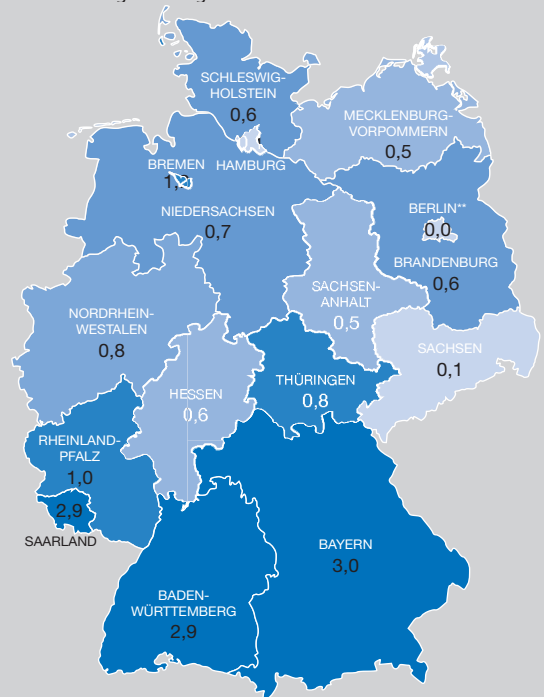 SCHLESWIG-
HOLSTEIN
0,6
MECKLENBURG-
VORPOMMERN
0,5
HAMBURG
BREMEN
NIEDERSACHSEN
0,7
BERLIN**
0,0
BRANDENBURG
0,6
SACHSEN-
ANHALT
0,5
NORDRHEIN-
WESTALEN
0,8
SACHSEN
0,1
HESSEN
0,6
THÜRINGEN
0,8
RHEINLAND-
PFALZ
1,0
2,9
SAARLAND
BAYERN
3,0
BADEN-
WÜRTTEMBERG
2,9